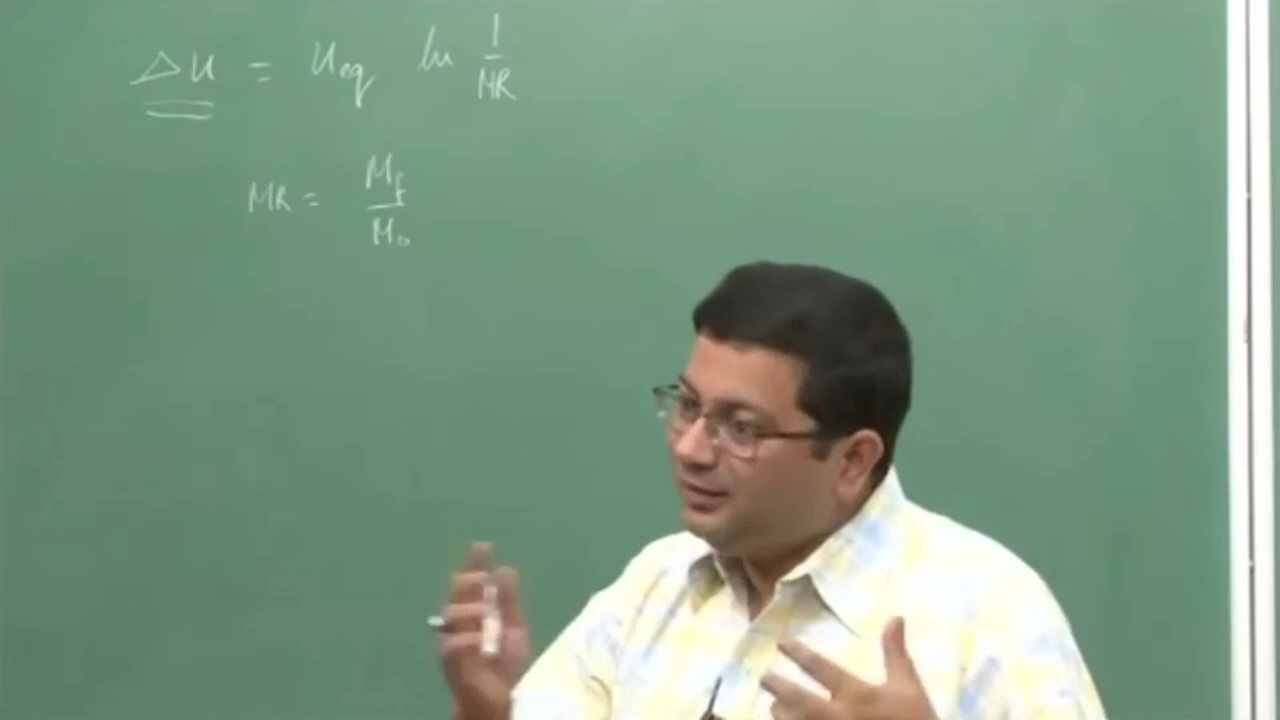 Δu = ueq ln 1/MR
MR = Mf/M0